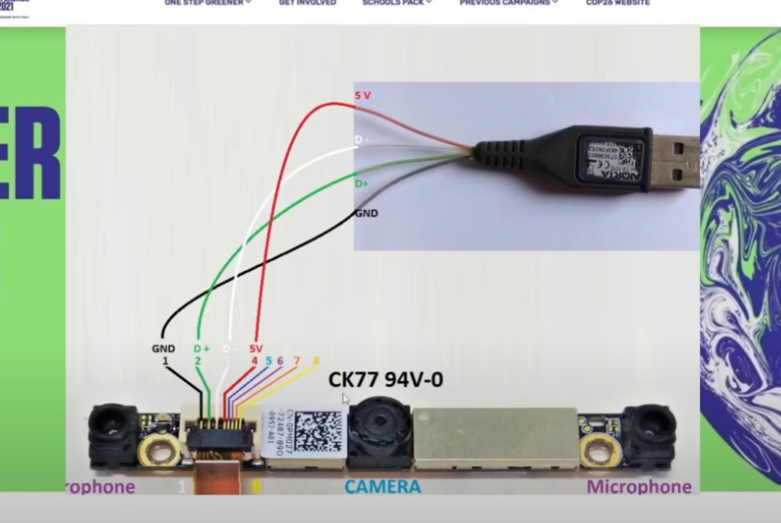 2021
ONE STEP GREENER
GET INVOLVED
SCHOOLS PACK
PREVIOUS CAMPAIGNS
COP26 WEBSITE
ER
5 V
D -
D+
GND
NOKIA
GND D + D - 5V
1 2 4 5 6 7 8
CK77 94V-0
rophone
1
8
CAMERA
Microphone